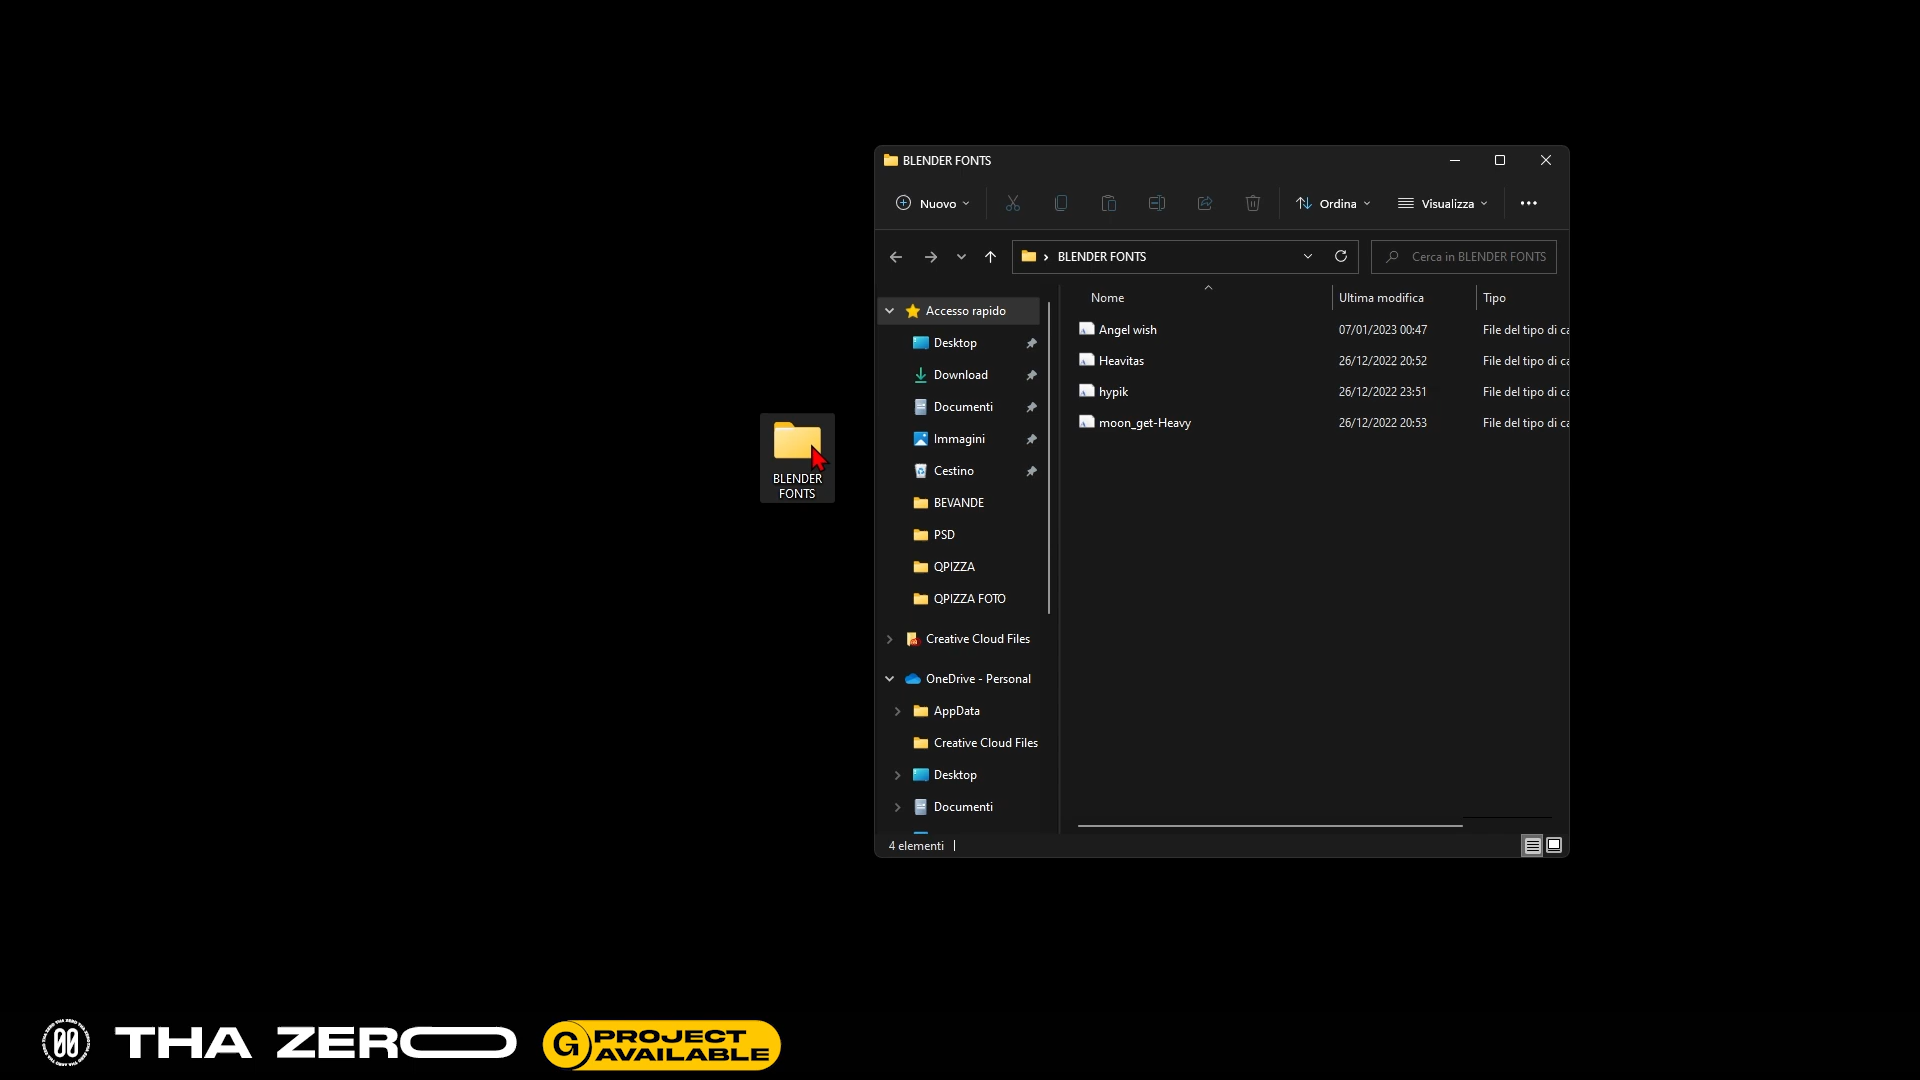 BLENDER FONTS
Nuovo
Ordina
Visualizza
BLENDER FONTS
Cerca in BLENDER FONTS
Nome
Ultima modifica
Tipo
Accesso rapido
Desktop
Download
Documenti
Immagini
Cestino
BEVANDE
PSD
QPIZZA
QPIZZA FOTO
Creative Cloud Files
OneDrive - Personal
AppData
Creative Cloud Files
Desktop
Documenti
Angel wish 07/01/2023 00:47 File del tipo di ca
Heavitas 26/12/2022 20:52 File del tipo di ca
hypik 26/12/2022 23:51 File del tipo di ca
moon_get-Heavy 26/12/2022 20:53 File del tipo di ca
4 elementi
BLENDER
FONTS
00
THA ZERO
G
PROJECT
AVAILABLE